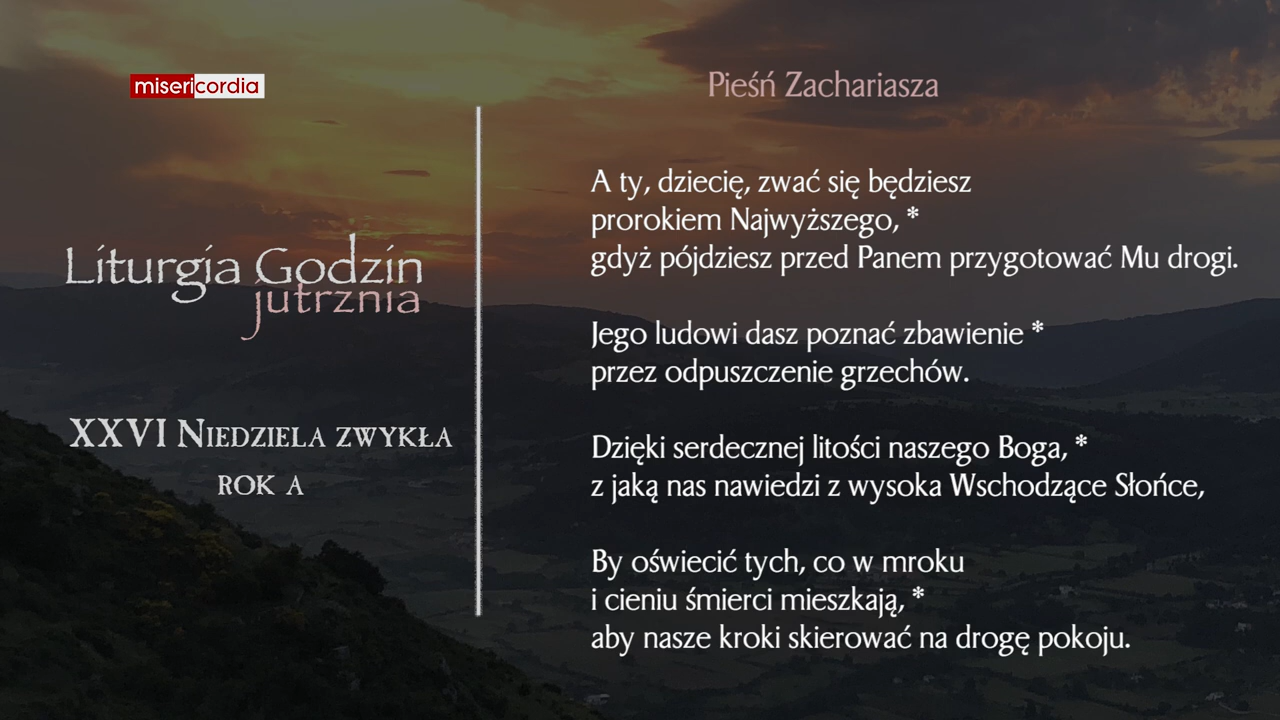 misericordia
Liturgia Godzin
jutrznia
XXVI Niedziela zwykła
rok A
Pieśń Zachariasza
A ty, dziecię, zwać się będziesz
prorokiem Najwyższego, *
gdyż pójdziesz przed Panem przygotować Mu drogi.
Jego ludowi dasz poznać zbawienie *
przez odpuszczenie grzechów.
Dzięki serdecznej litości naszego Boga, *
z jaką nas nawiedzi z wysoka Wschodzące Słońce,
By oświecić tych, co w mroku
i cieniu śmierci mieszkają, *
aby nasze kroki skierować na drogę pokoju.